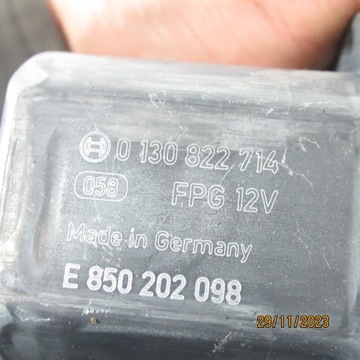 0 130 822 714
058 FPG 12V
Made in Germany
E 850 202 098
29/11/2023